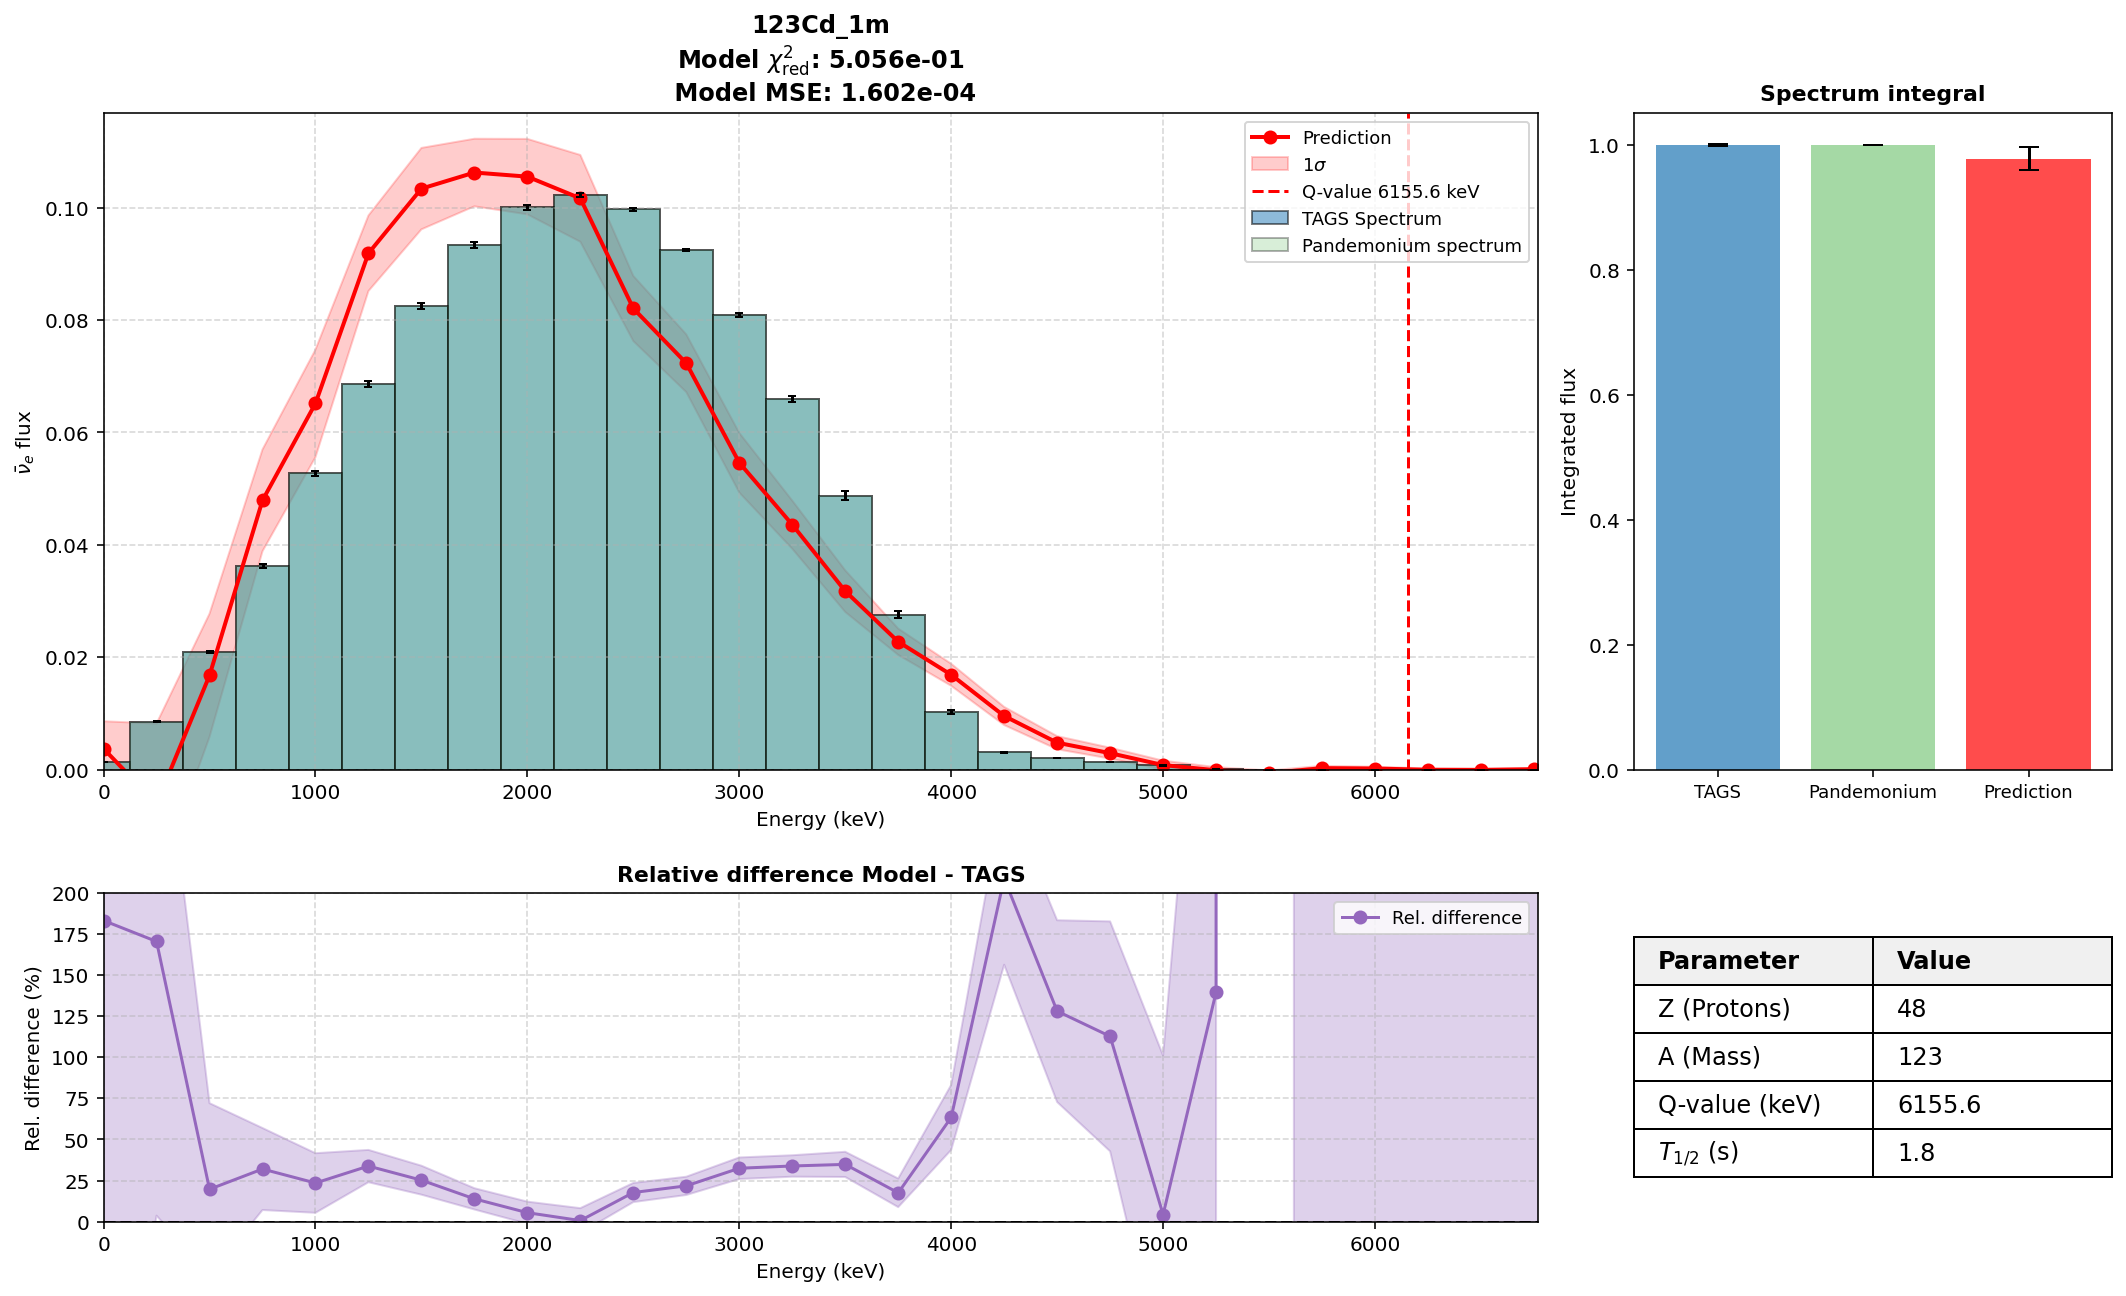 123Cd_1m
Model χ²red: 5.056e-01
Model MSE: 1.602e-04
ν̄e flux
0.00
0.02
0.04
0.06
0.08
0.10
0
1000
2000
3000
4000
5000
6000
Energy (keV)
Prediction
1σ
Q-value 6155.6 keV
TAGS Spectrum
Pandemonium spectrum
Spectrum integral
Integrated flux
0.0
0.2
0.4
0.6
0.8
1.0
TAGS
Pandemonium
Prediction
Relative difference Model - TAGS
Rel. difference (%)
0
25
50
75
100
125
150
175
200
0
1000
2000
3000
4000
5000
6000
Energy (keV)
Rel. difference
Parameter Value
Z (Protons) 48
A (Mass) 123
Q-value (keV) 6155.6
T1/2 (s) 1.8